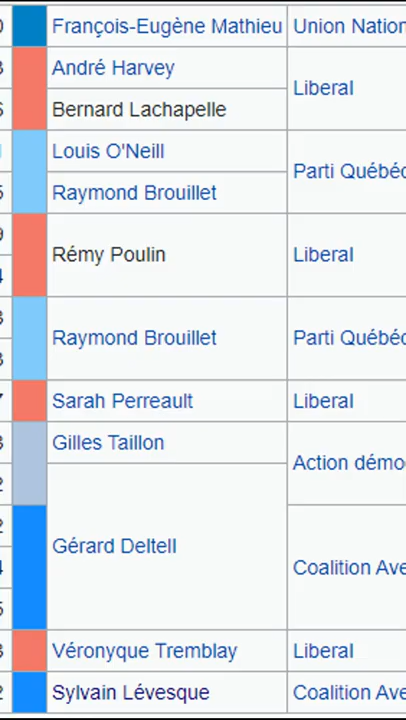 François-Eugène Mathieu Union Nation
André Harvey
Liberal
Bernard Lachapelle
Louis O'Neill
Parti Québéc
Raymond Brouillet
Rémy Poulin Liberal
Raymond Brouillet Parti Québéc
Sarah Perreault Liberal
Gilles Taillon
Action démo
Gérard Deltell
Coalition Ave
Véronyque Tremblay Liberal
Sylvain Lévesque Coalition Ave